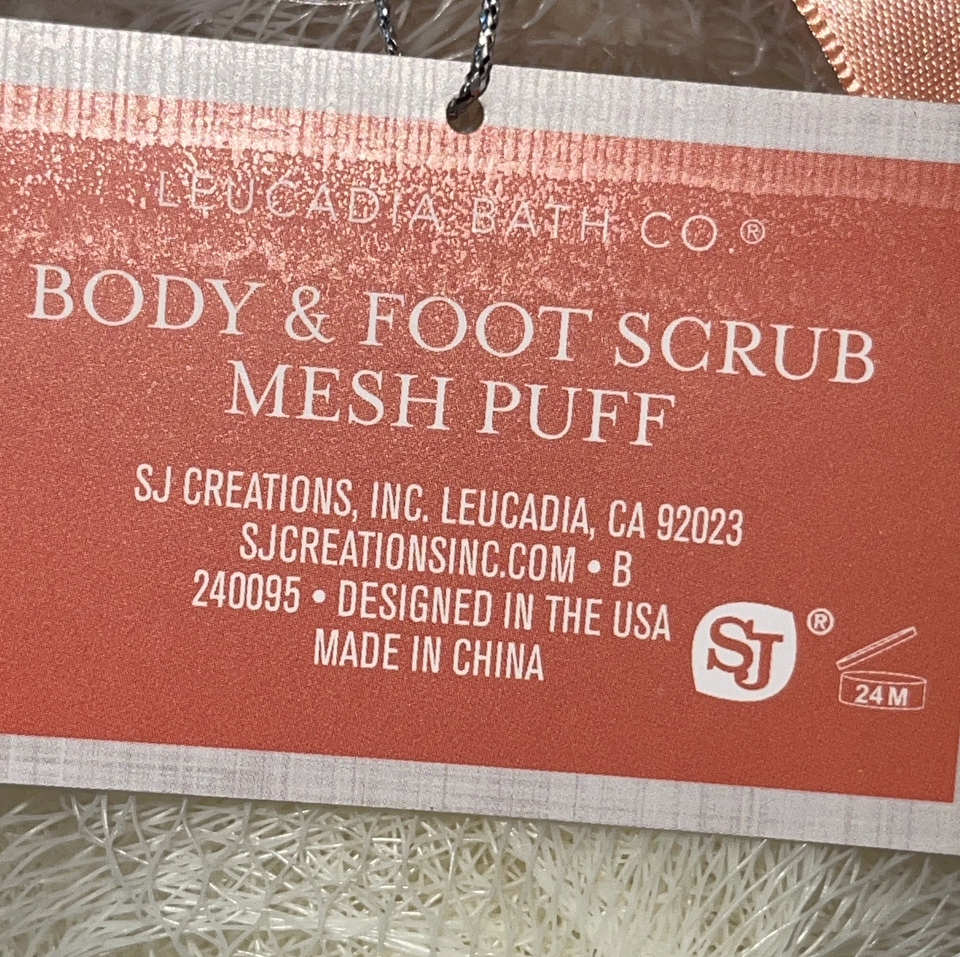 LEUCADIA BATH CO.®
BODY & FOOT SCRUB
MESH PUFF
SJ CREATIONS, INC. LEUCADIA, CA 92023
SJCREATIONSINC.COM • B
240095 • DESIGNED IN THE USA
MADE IN CHINA
SJ®
24 M